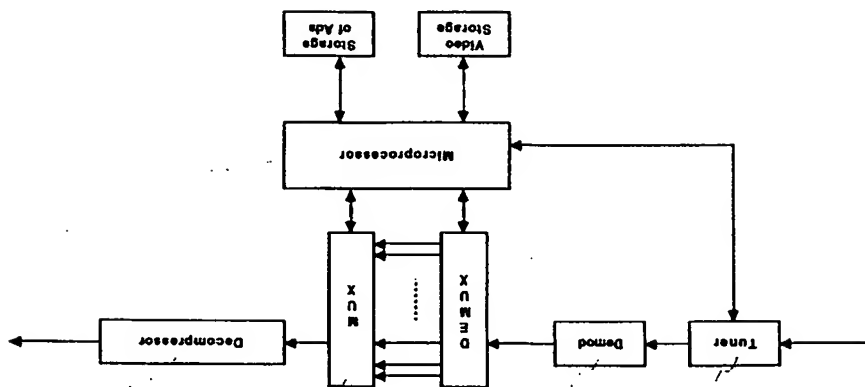 Tuner
Demod
DEMUX
MUX
Decompressor
Microprocessor
Video
Storage
Storage
of Ads